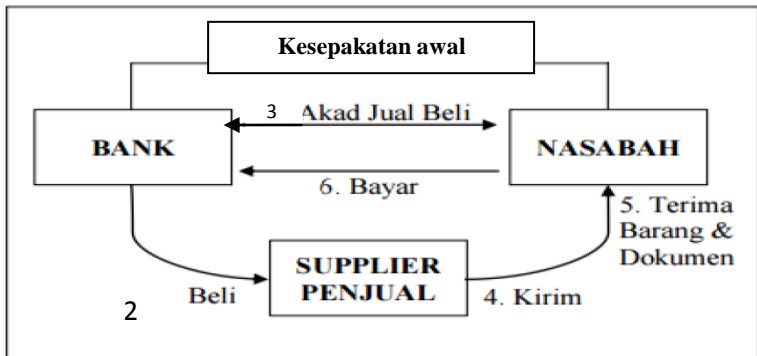 Kesepakatan awal
3 Akad Jual Beli
BANK
NASABAH
6. Bayar
5. Terima
Barang &
Dokumen
SUPPLIER
PENJUAL
Beli
4. Kirim
2